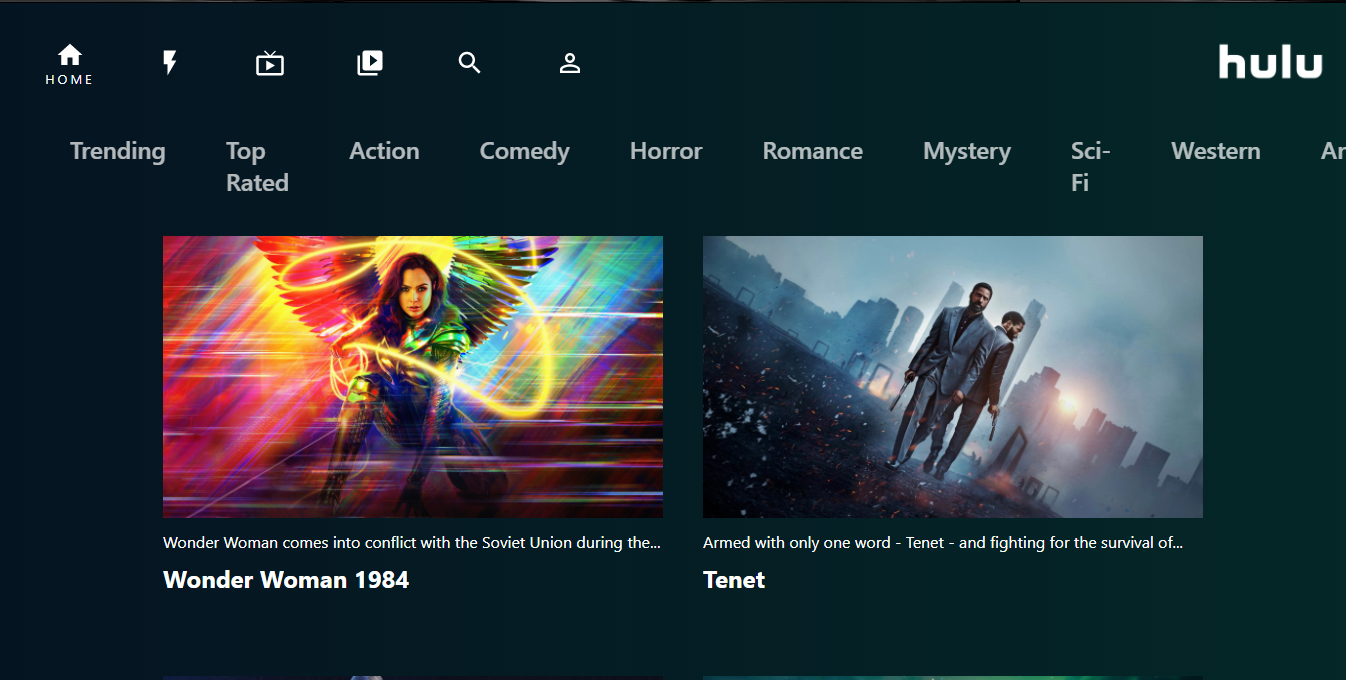 HOME
hulu
Trending
Top
Rated
Action
Comedy
Horror
Romance
Mystery
Sci-
Fi
Western
Wonder Woman comes into conflict with the Soviet Union during the...
Wonder Woman 1984
Armed with only one word - Tenet - and fighting for the survival of...
Tenet